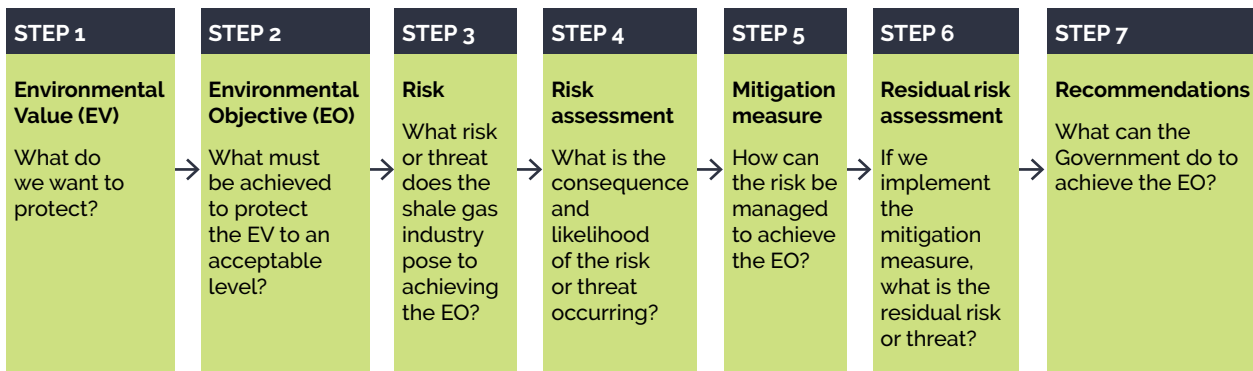 STEP 1
Environmental
Value (EV)
What do
we want to
protect?
STEP 2
Environmental
Objective (EO)
What must
be achieved
to protect
the EV to an
acceptable
level?
STEP 3
Risk
What risk
or threat
does the
shale gas
industry
pose to
achieving
the EO?
STEP 4
Risk
assessment
What is the
consequence
and
likelihood
of the risk
or threat
occurring?
STEP 5
Mitigation
measure
How can
the risk be
managed
to achieve
the EO?
STEP 6
Residual risk
assessment
If we
implement
the
mitigation
measure,
what is the
residual risk
or threat?
STEP 7
Recommendations
What can the
Government do to
achieve the EO?